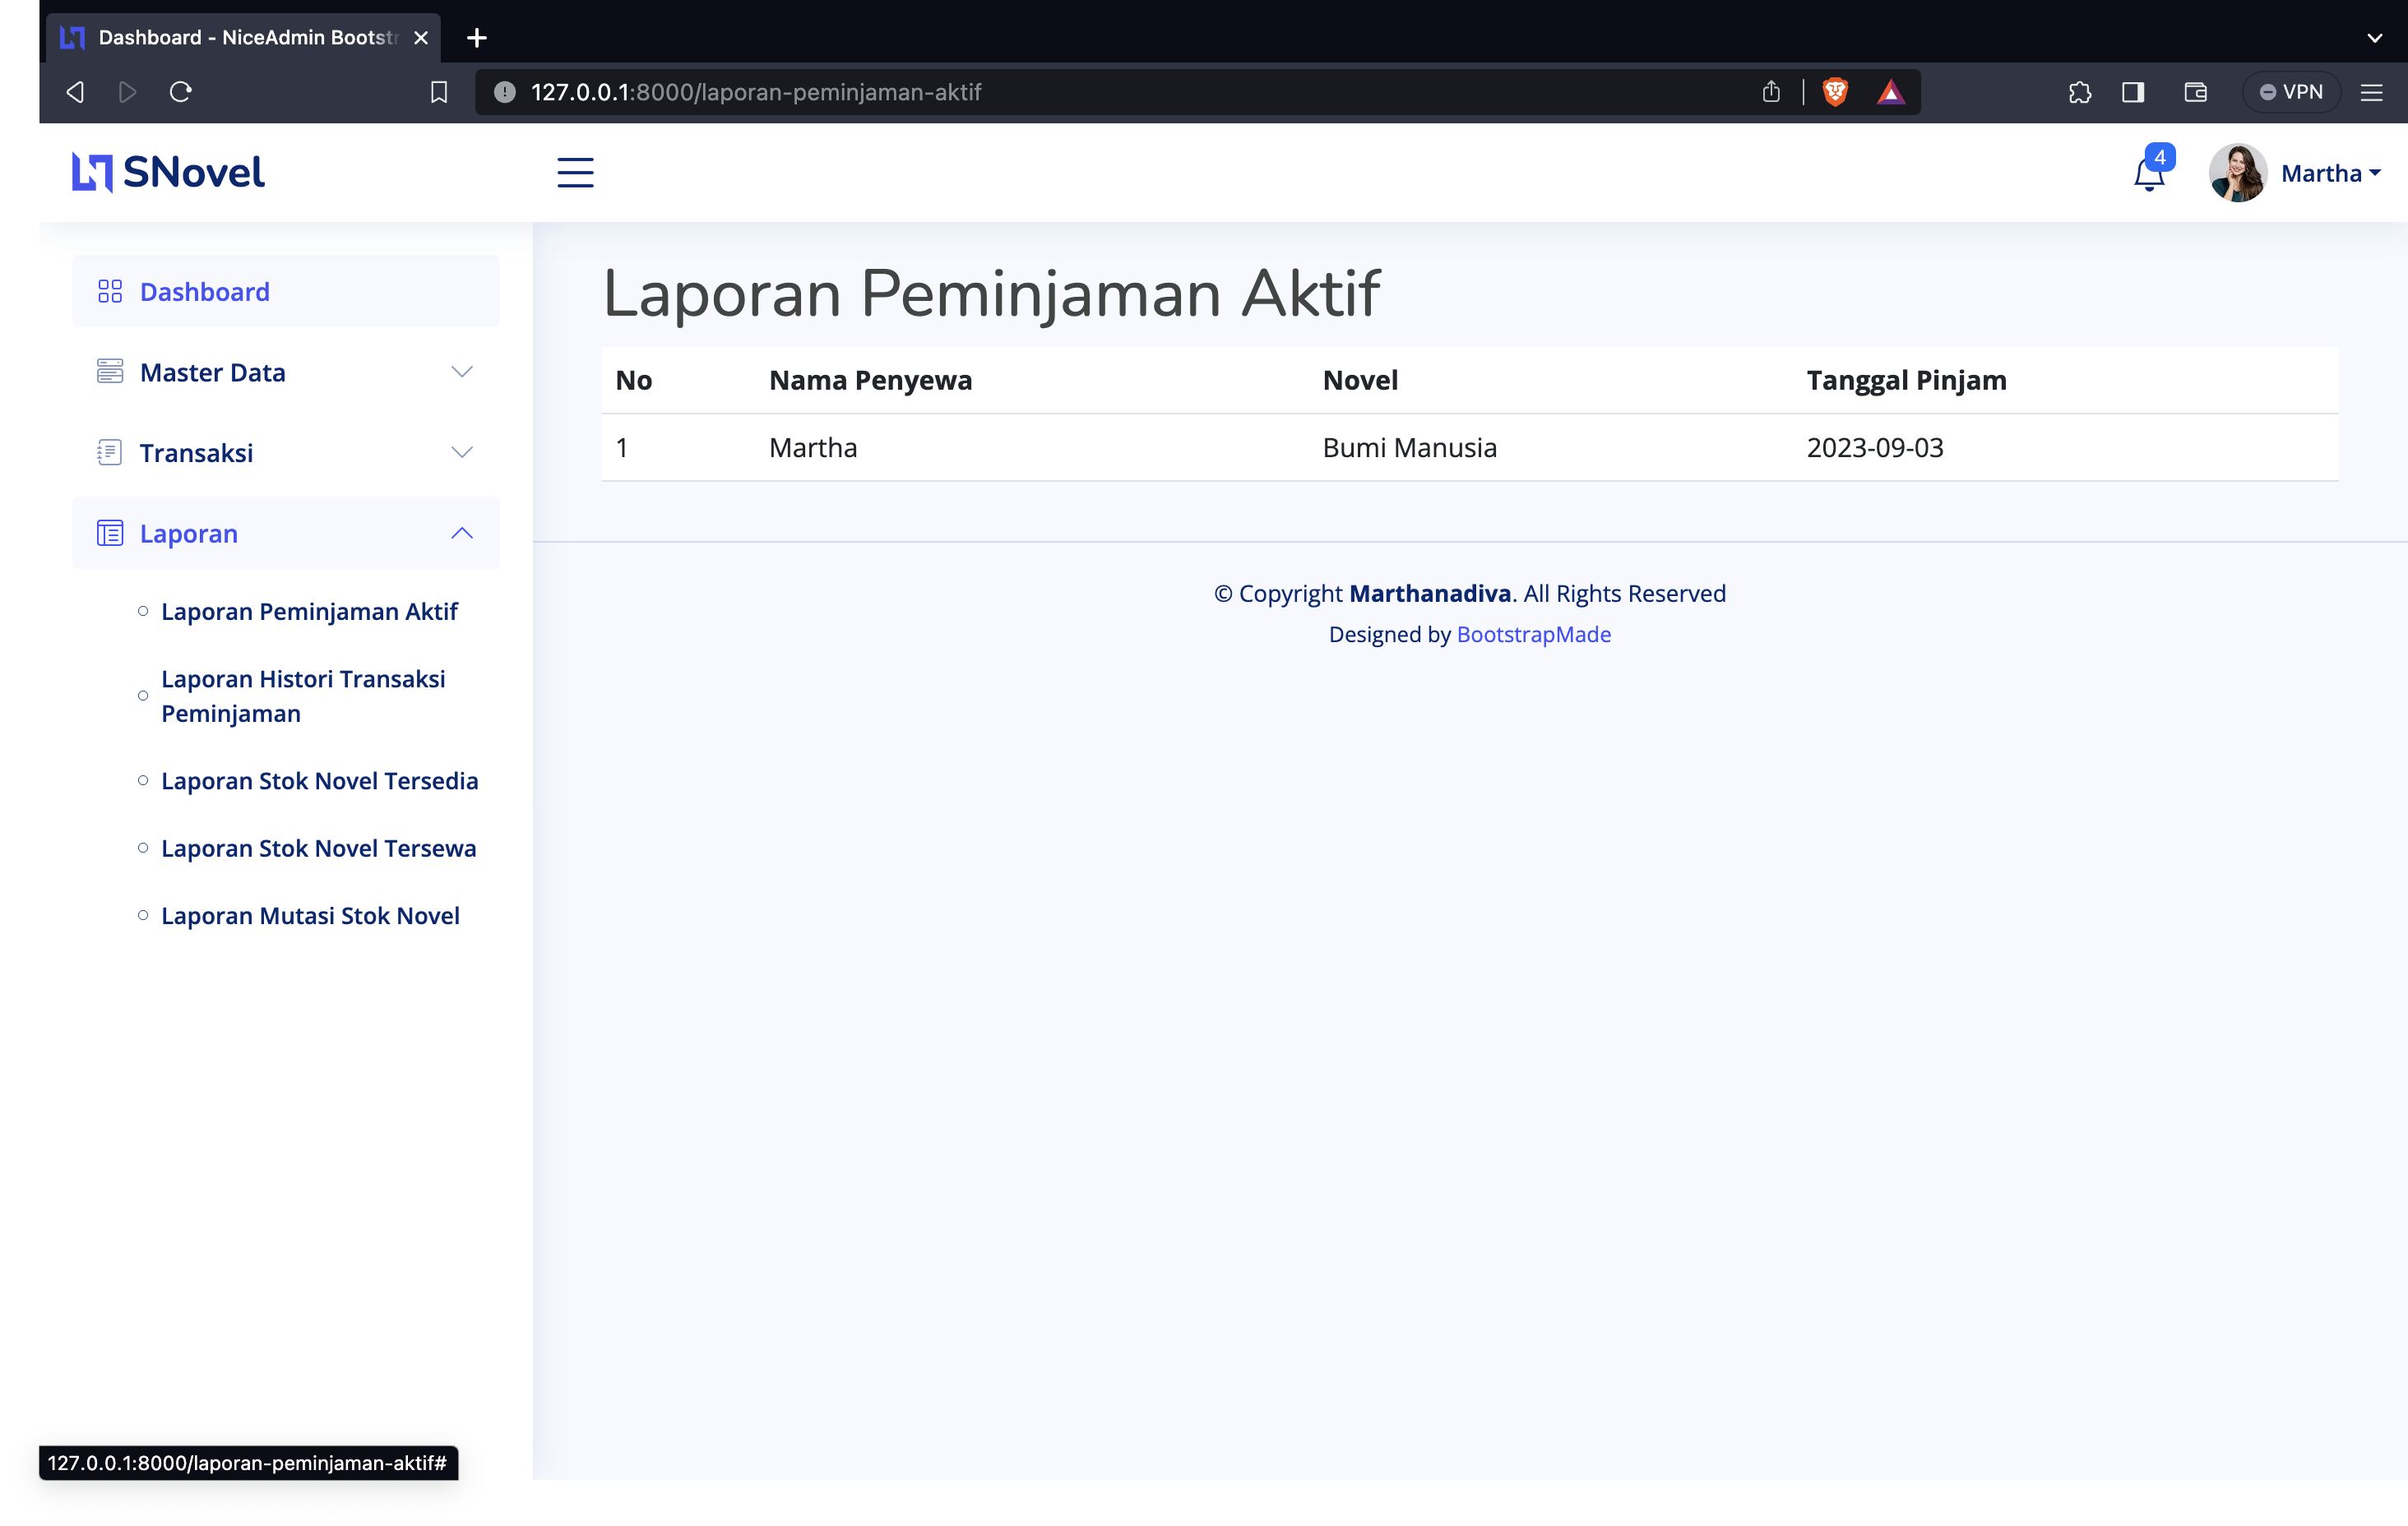 Dashboard - NiceAdmin Bootst
127.0.0.1:8000/laporan-peminjaman-aktif
VPN
SNovel
4
Martha
Dashboard
Master Data
Transaksi
Laporan
Laporan Peminjaman Aktif
Laporan Histori Transaksi
Peminjaman
Laporan Stok Novel Tersedia
Laporan Stok Novel Tersewa
Laporan Mutasi Stok Novel
Laporan Peminjaman Aktif
No Nama Penyewa Novel Tanggal Pinjam
1 Martha Bumi Manusia 2023-09-03
© Copyright Marthanadiva. All Rights Reserved
Designed by BootstrapMade
127.0.0.1:8000/laporan-peminjaman-aktif#